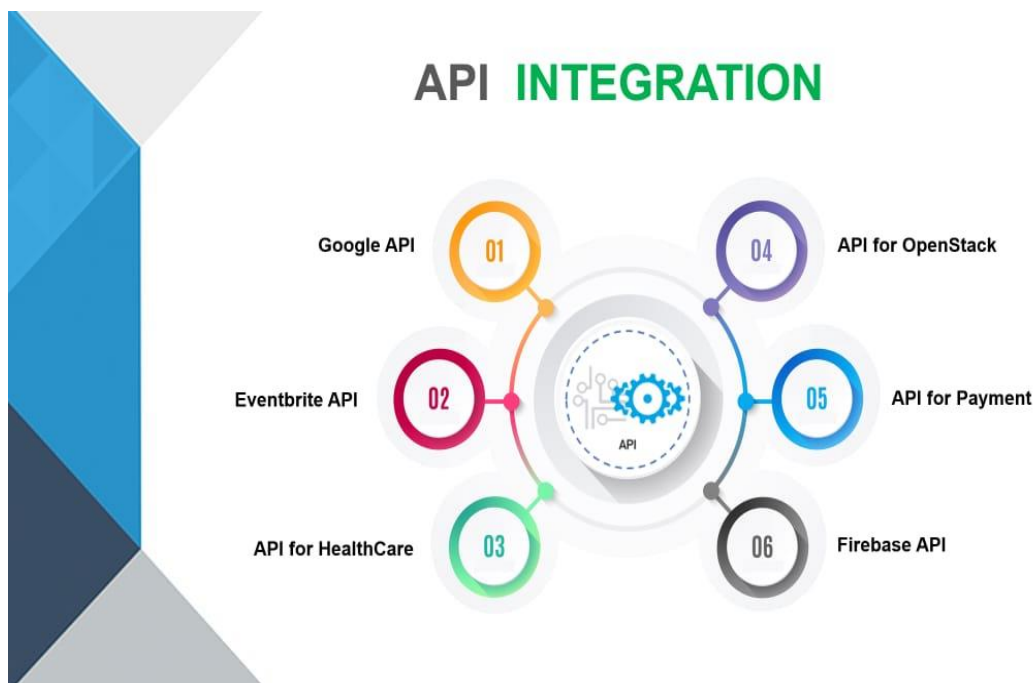 API INTEGRATION
Google API
01
Eventbrite API
02
API for HealthCare
03
API
04
API for OpenStack
05
API for Payment
06
Firebase API